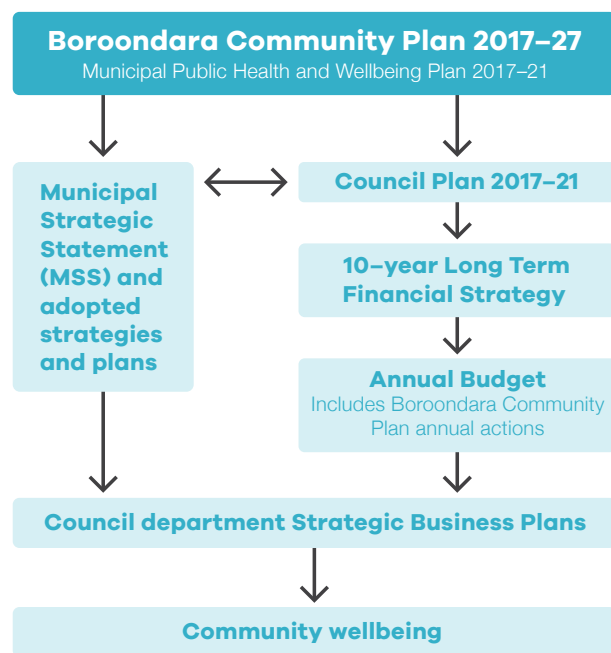 Boroondara Community Plan 2017–27
Municipal Public Health and Wellbeing Plan 2017–21
Municipal
Strategic
Statement
(MSS) and
adopted
strategies
and plans
Council Plan 2017–21
10–year Long Term
Financial Strategy
Annual Budget
Includes Boroondara Community
Plan annual actions
Council department Strategic Business Plans
Community wellbeing